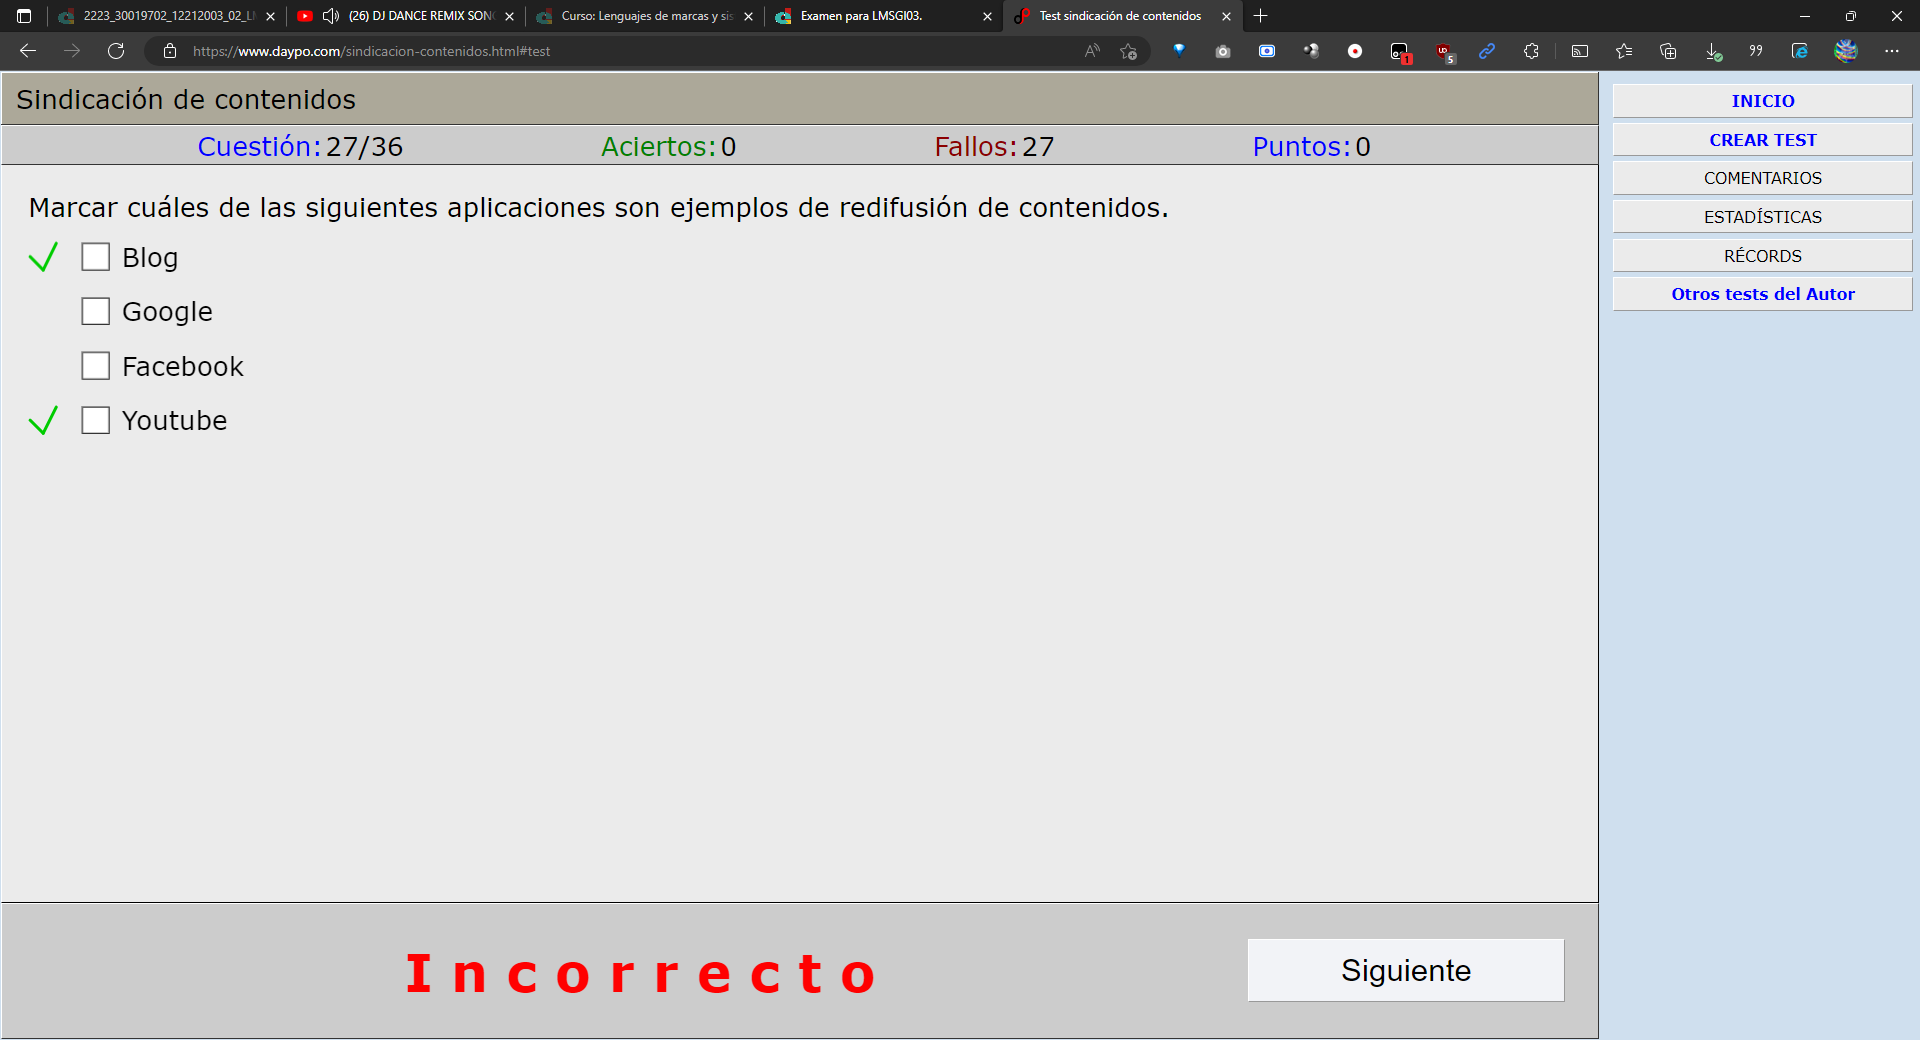 2223_30019702_12212003_02_L
(26) DJ DANCE REMIX SON
Curso: Lenguajes de marcas y sis
Examen para LMSGI03.
Test sindicación de contenidos
https://www.daypo.com/sindicacion-contenidos.html#test
1
5
Sindicación de contenidos
Cuestión: 27/36
Aciertos: 0
Fallos: 27
Puntos: 0
Marcar cuáles de las siguientes aplicaciones son ejemplos de redifusión de contenidos.
Blog
Google
Facebook
Youtube
Incorrecto
Siguiente
INICIO
CREAR TEST
COMENTARIOS
ESTADÍSTICAS
RÉCORDS
Otros tests del Autor